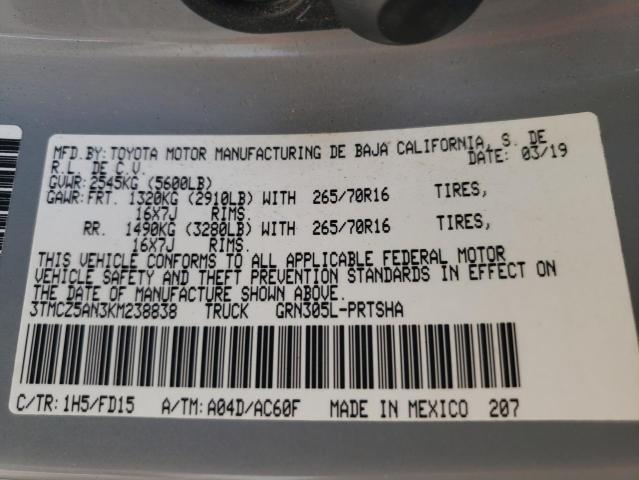 MFD.BY:TOYOTA MOTOR MANUFACTURING DE BAJA CALIFORNIA, S. DE
R.L. DE C.V. DATE: 03/19
GVWR:2545KG (5600LB)
GAWR:FRT. 1320KG (2910LB) WITH 265/70R16 TIRES,
16X7J RIMS.
RR. 1490KG (3280LB) WITH 265/70R16 TIRES,
16X7J RIMS.
THIS VEHICLE CONFORMS TO ALL APPLICABLE FEDERAL MOTOR
VEHICLE SAFETY AND THEFT PREVENTION STANDARDS IN EFFECT ON
THE DATE OF MANUFACTURE SHOWN ABOVE.
3TMCZ5AN3KM238838 TRUCK GRN305L-PRTSHA
C/TR:1H5/FD15 A/TM:A04D/AC60F MADE IN MEXICO 207